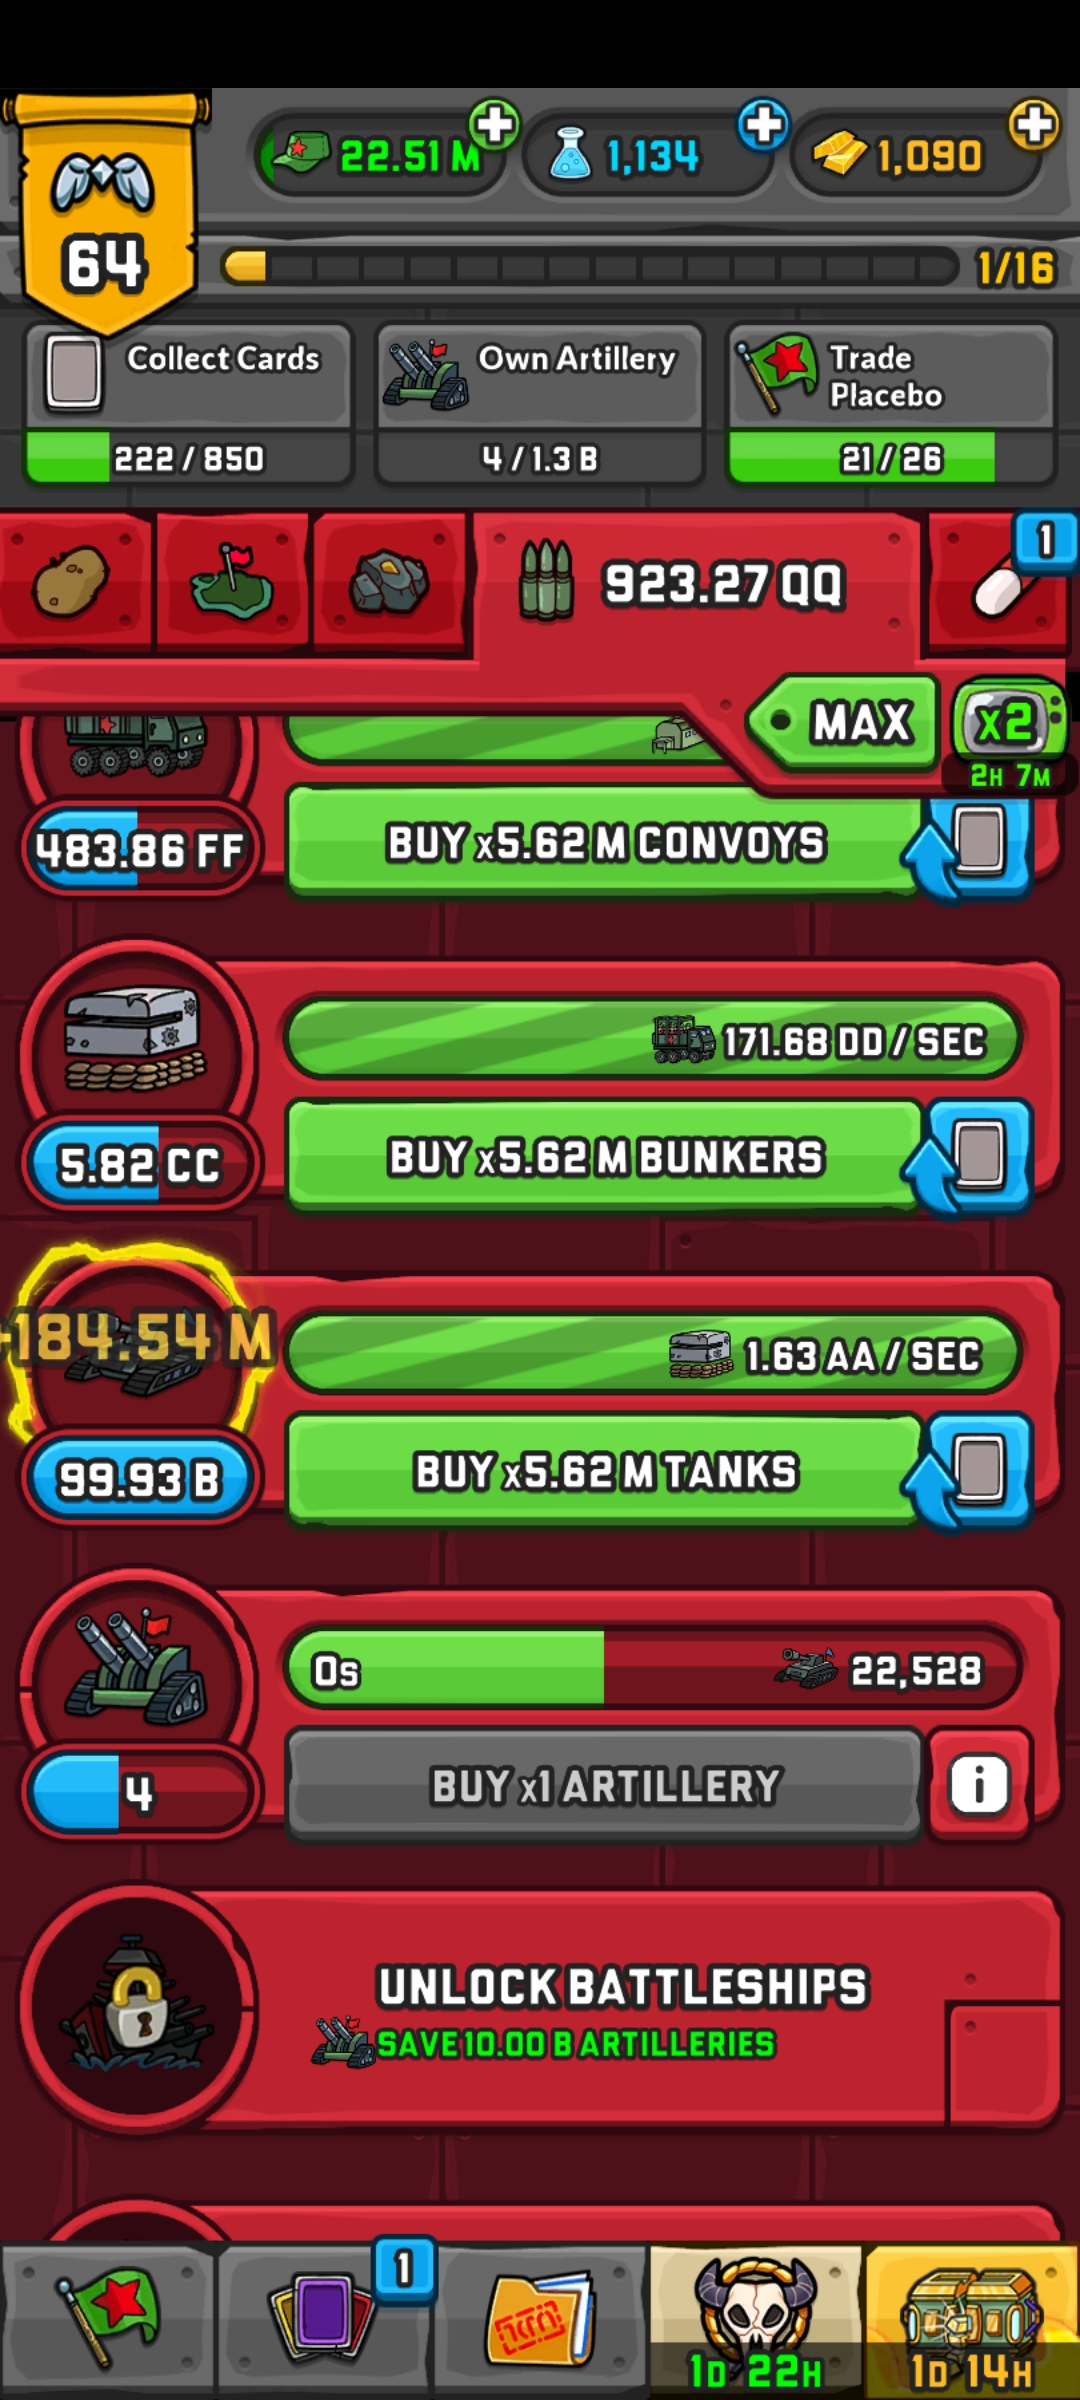 22.51 M
1,134
1,090
64
1/16
Collect Cards
222 / 850
Own Artillery
4 / 1.3 B
Trade
Placebo
21 / 26
923.27 QQ
1
MAX
x2
2H 7M
483.86 FF
BUY x5.62 M CONVOYS
171.68 DD / SEC
5.82 CC
BUY x5.62 M BUNKERS
+184.54 M
1.63 AA / SEC
99.93 B
BUY x5.62 M TANKS
0s
22,528
4
BUY x1 ARTILLERY
i
UNLOCK BATTLESHIPS
SAVE 10.00 B ARTILLERIES
1
1D 22H
1D 14H